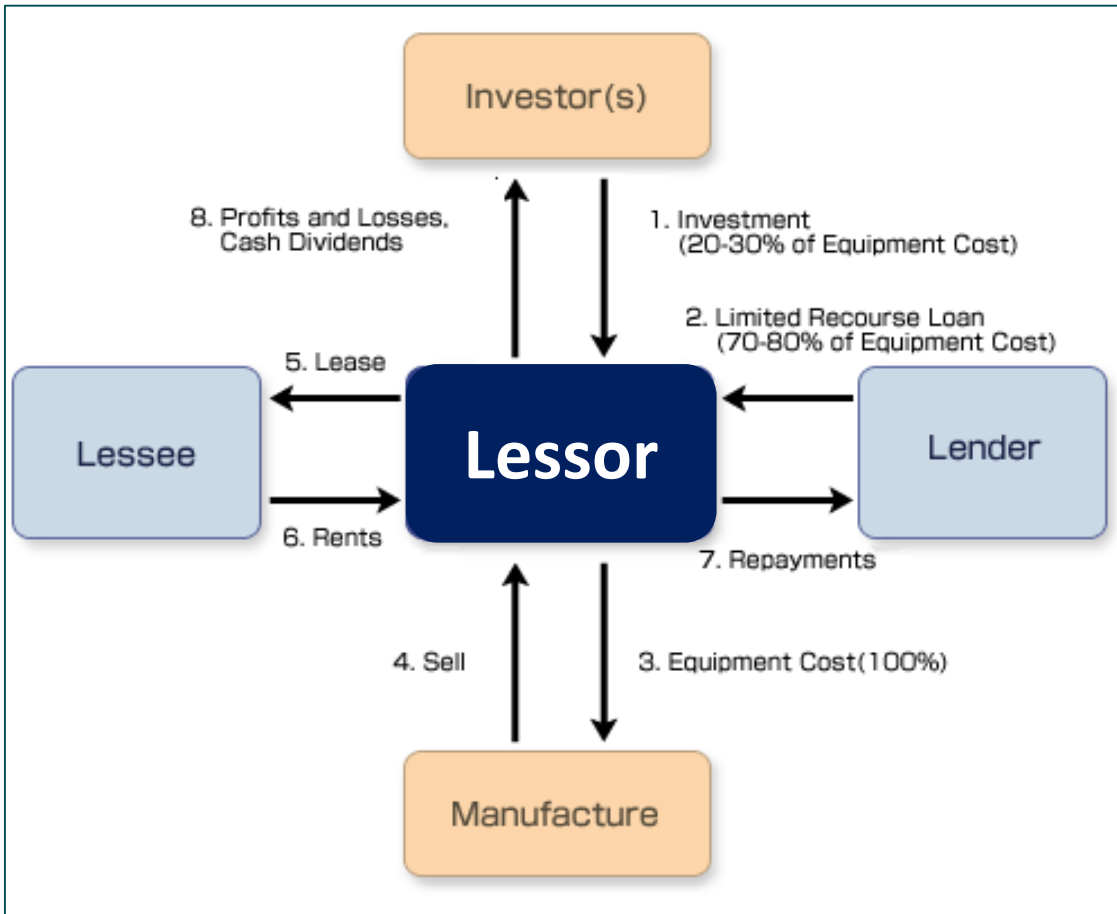 Investor(s)
8. Profits and Losses,
Cash Dividends
1. Investment
(20-30% of Equipment Cost)
2. Limited Recourse Loan
(70-80% of Equipment Cost)
5. Lease
Lessee
Lessor
Lender
6. Rents
7. Repayments
4. Sell
3. Equipment Cost(100%)
Manufacture